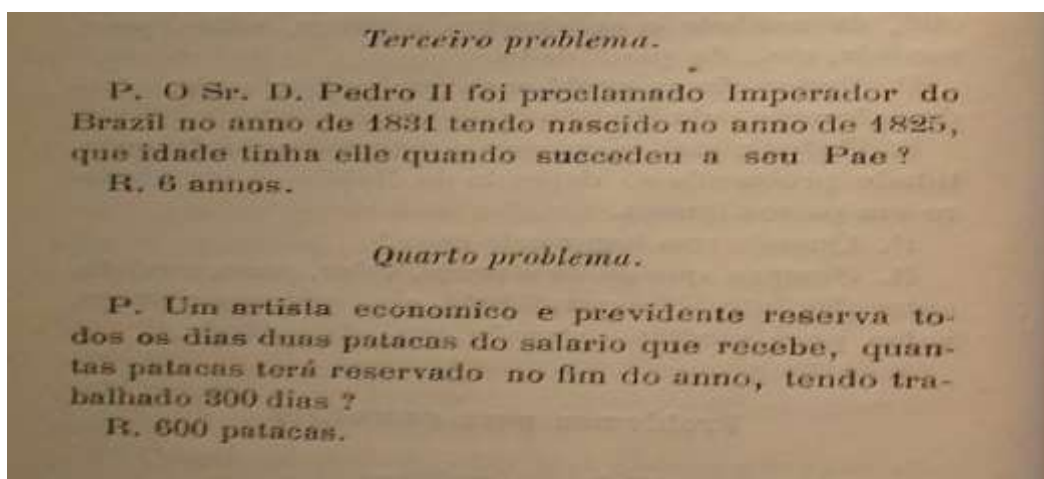 Terceiro problema.
P. O Sr. D. Pedro II foi proclamado Imperador do
Brazil no anno de 1831 tendo nascido no anno de 1825,
que idade tinha elle quando succedeu a seu Pae ?
R. 6 annos.
Quarto problema.
P. Um artista economico e previdente reserva to-
dos os dias duas patacas do salario que recebe, quan-
tas patacas terá reservado no fim do anno, tendo tra-
balhado 300 dias ?
R. 600 patacas.